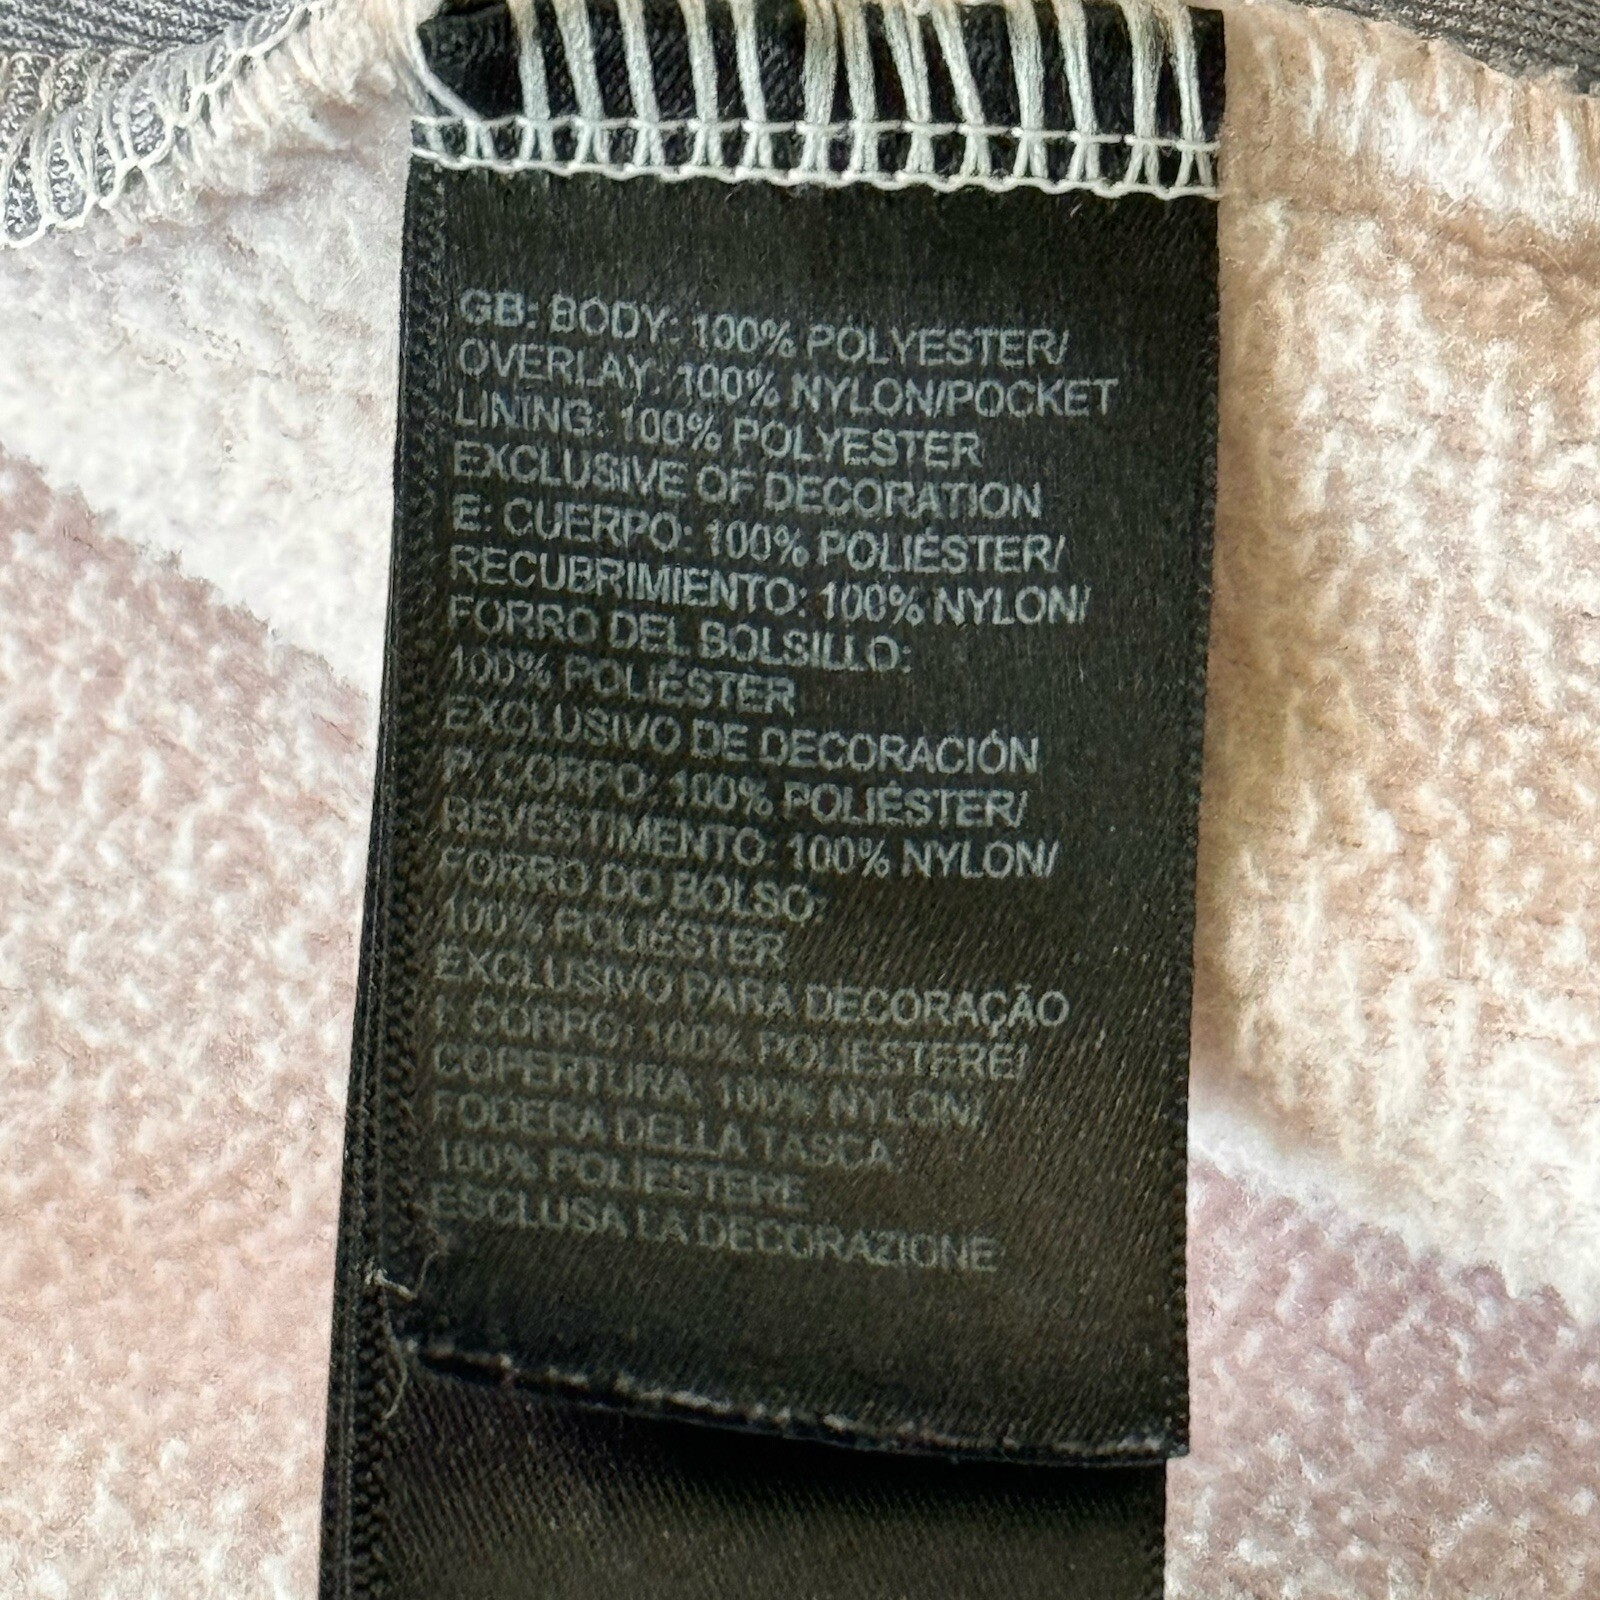 GB: BODY: 100% POLYESTER/
OVERLAY: 100% NYLON/POCKET
LINING: 100% POLYESTER
EXCLUSIVE OF DECORATION
E: CUERPO: 100% POLIÉSTER/
RECUBRIMIENTO: 100% NYLON/
FORRO DEL BOLSILLO:
100% POLIÉSTER
EXCLUSIVO DE DECORACIÓN
P: CORPO: 100% POLIÉSTER/
REVESTIMENTO: 100% NYLON/
FORRO DO BOLSO:
100% POLIÉSTER
EXCLUSIVO PARA DECORAÇÃO
I: CORPO: 100% POLIESTERE/
COPERTURA: 100% NYLON/
FODERA DELLA TASCA:
100% POLIESTERE
ESCLUSA LA DECORAZIONE